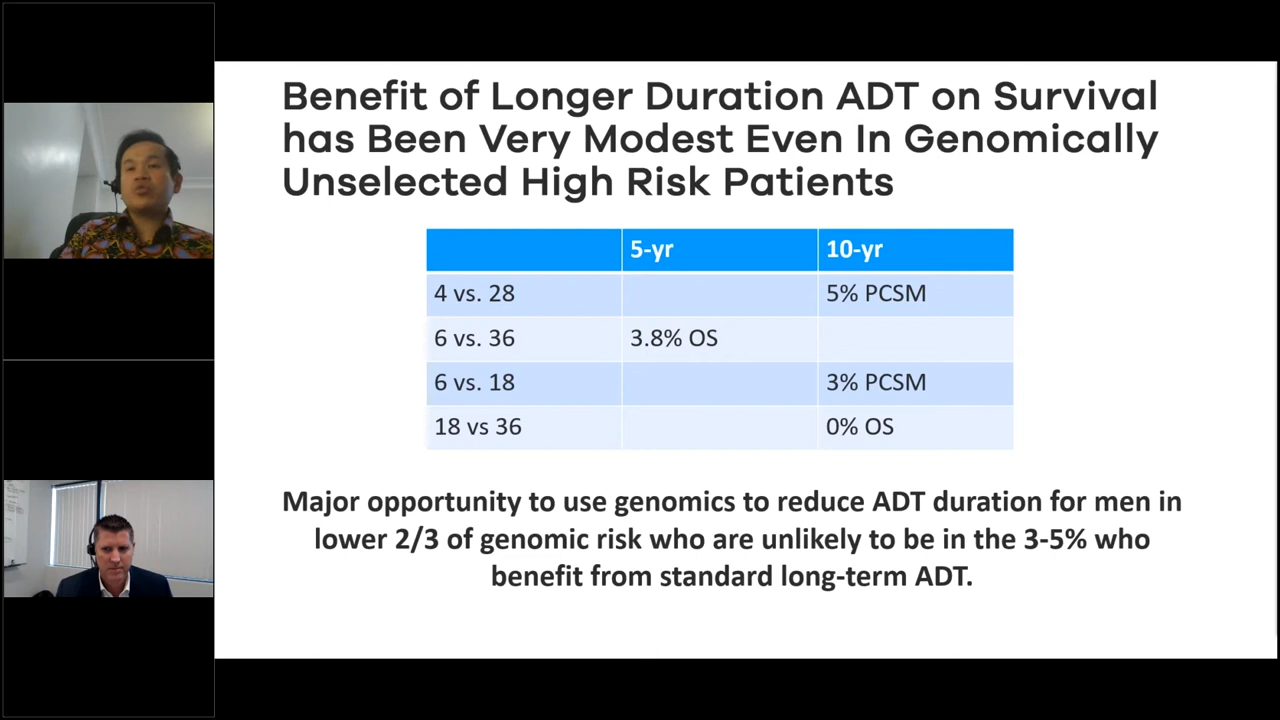 Benefit of Longer Duration ADT on Survival
has Been Very Modest Even In Genomically
Unselected High Risk Patients
5-yr 10-yr
4 vs. 28 5% PCSM
6 vs. 36 3.8% OS
6 vs. 18 3% PCSM
18 vs 36 0% OS
Major opportunity to use genomics to reduce ADT duration for men in
lower 2/3 of genomic risk who are unlikely to be in the 3-5% who
benefit from standard long-term ADT.